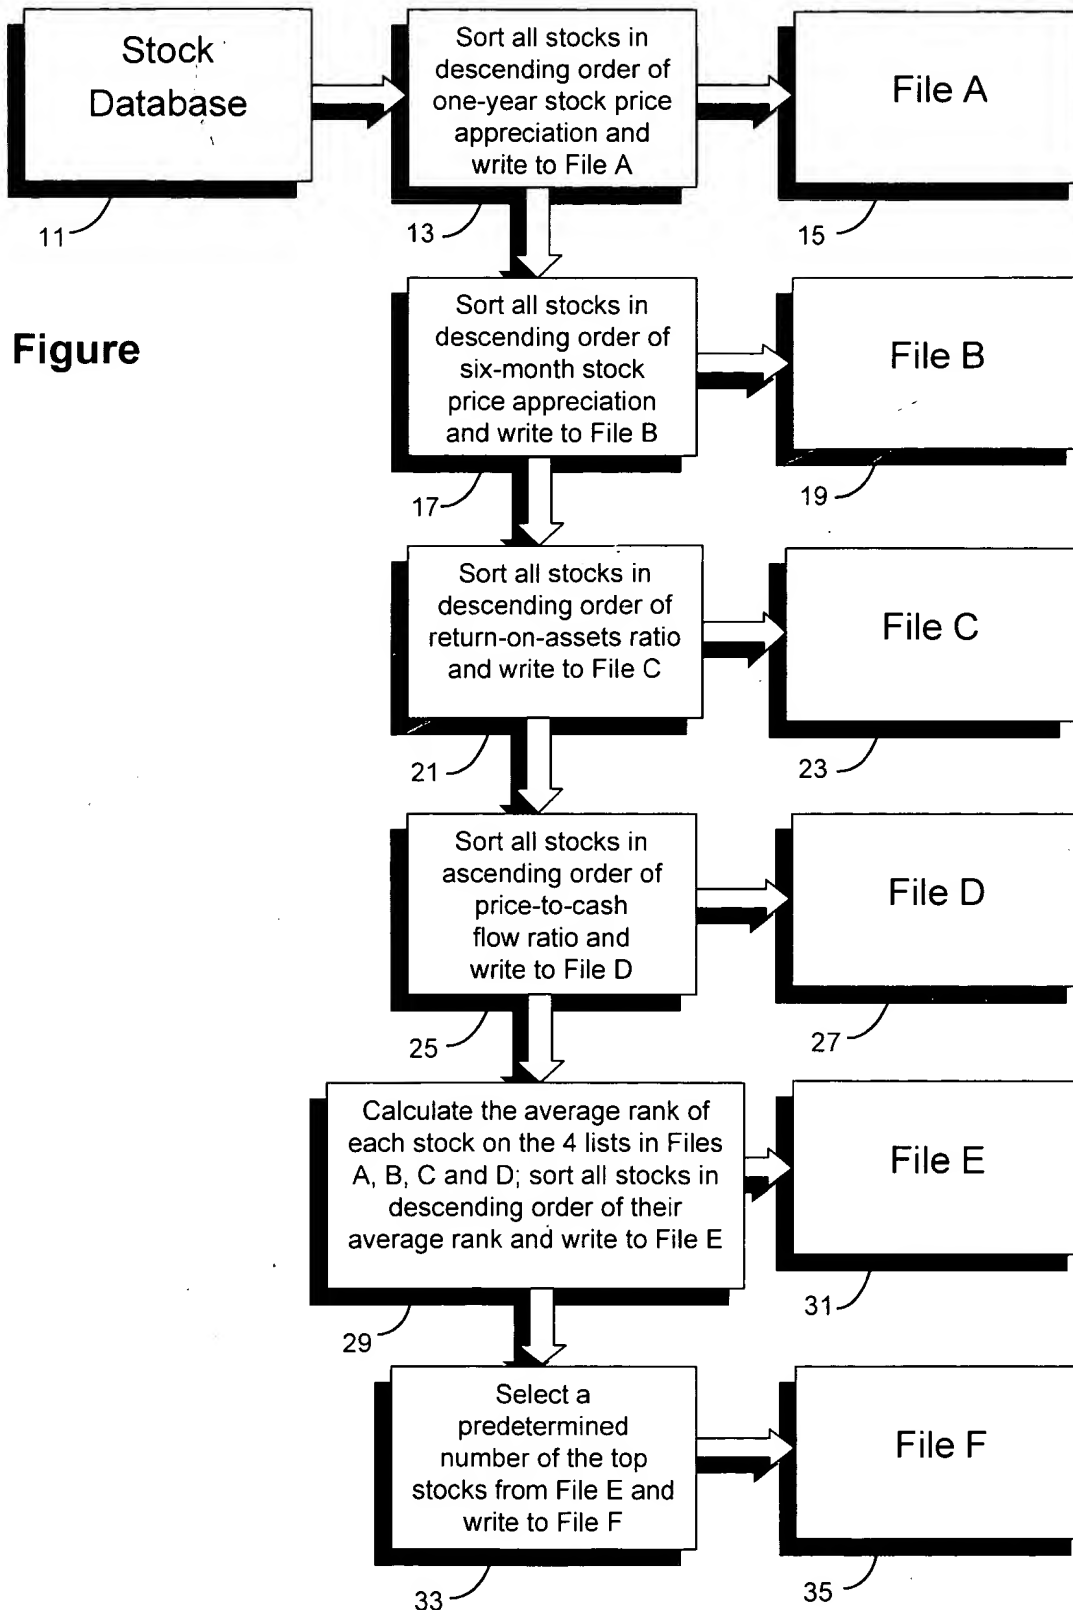 Stock
Database
11
Sort all stocks in
descending order of
one-year stock price
appreciation and
write to File A
13
File A
15
Figure
Sort all stocks in
descending order of
six-month stock
price appreciation
and write to File B
17
File B
19
Sort all stocks in
descending order of
return-on-assets ratio
and write to File C
21
File C
23
Sort all stocks in
ascending order of
price-to-cash
flow ratio and
write to File D
25
File D
27
Calculate the average rank of
each stock on the 4 lists in Files
A, B, C and D; sort all stocks in
descending order of their
average rank and write to File E
29
File E
31
Select a
predetermined
number of the top
stocks from File E and
write to File F
33
File F
35